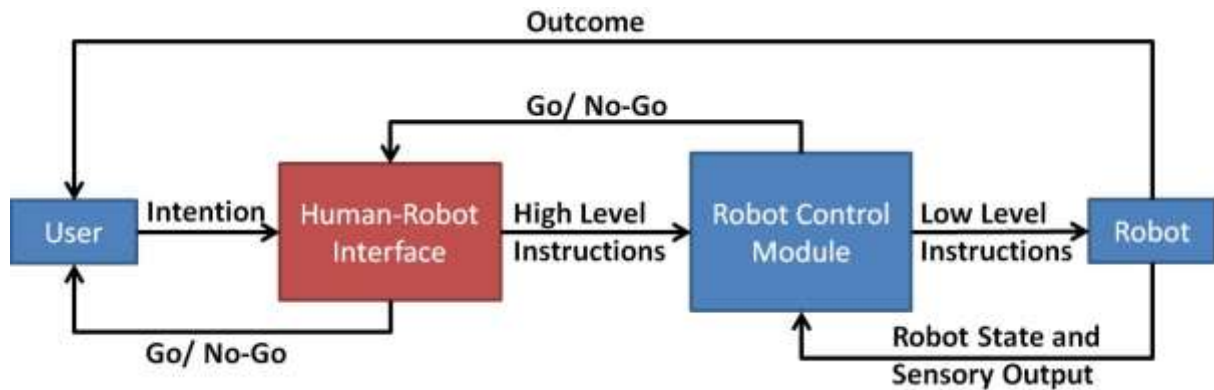 Outcome
Go/ No-Go
User
Intention
Human-Robot
Interface
High Level
Instructions
Robot Control
Module
Low Level
Instructions
Robot
Go/ No-Go
Robot State and
Sensory Output